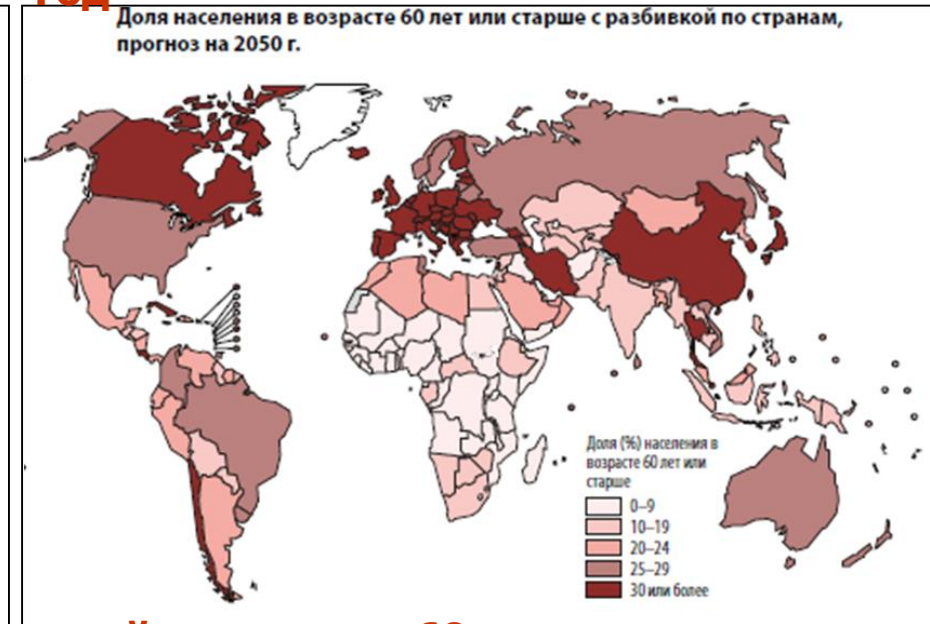 Доля населения в возрасте 60 лет или старше с разбивкой по странам,
прогноз на 2050 г.
Доля (%) населения в
возрасте 60 лет или
старше
0–9
10–19
20–24
25–29
30 или более